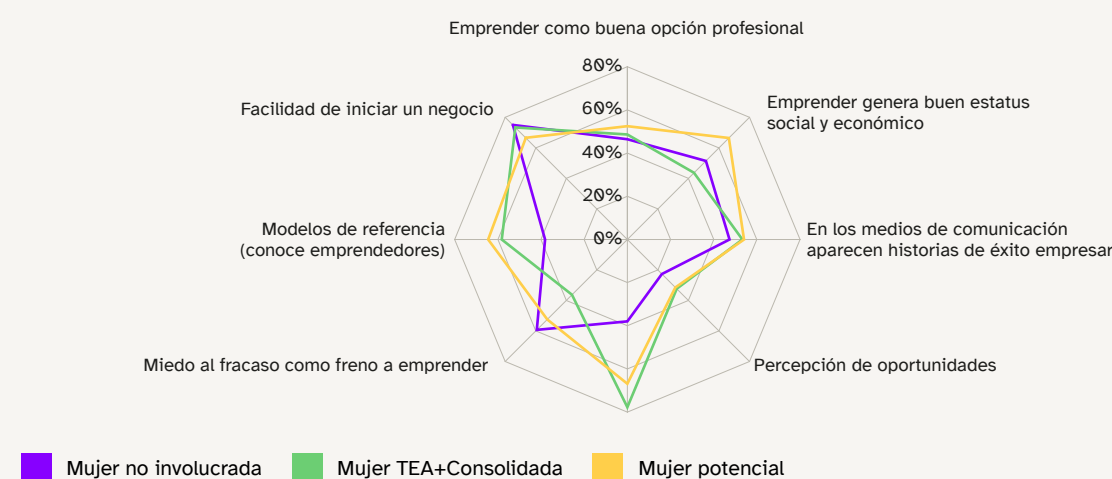 Emprender como buena opción profesional
80%
Facilidad de iniciar un negocio
60%
Emprender genera buen estatus
social y económico
40%
20%
Modelos de referencia
(conoce emprendedores)
0%
En los medios de comunicación
aparecen historias de éxito empresar
Miedo al fracaso como freno a emprender
Percepción de oportunidades
Mujer no involucrada
Mujer TEA+Consolidada
Mujer potencial